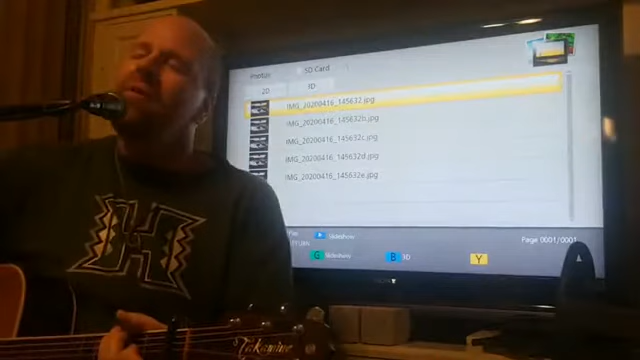 Photos SD Card
2D 3D
IMG_20200416_145632.jpg
IMG_20200416_145632b.jpg
IMG_20200416_145632c.jpg
IMG_20200416_145632d.jpg
IMG_20200416_145632e.jpg
Slideshow
Page 0001/0001
G Slideshow B 3D Y
H
Takamine